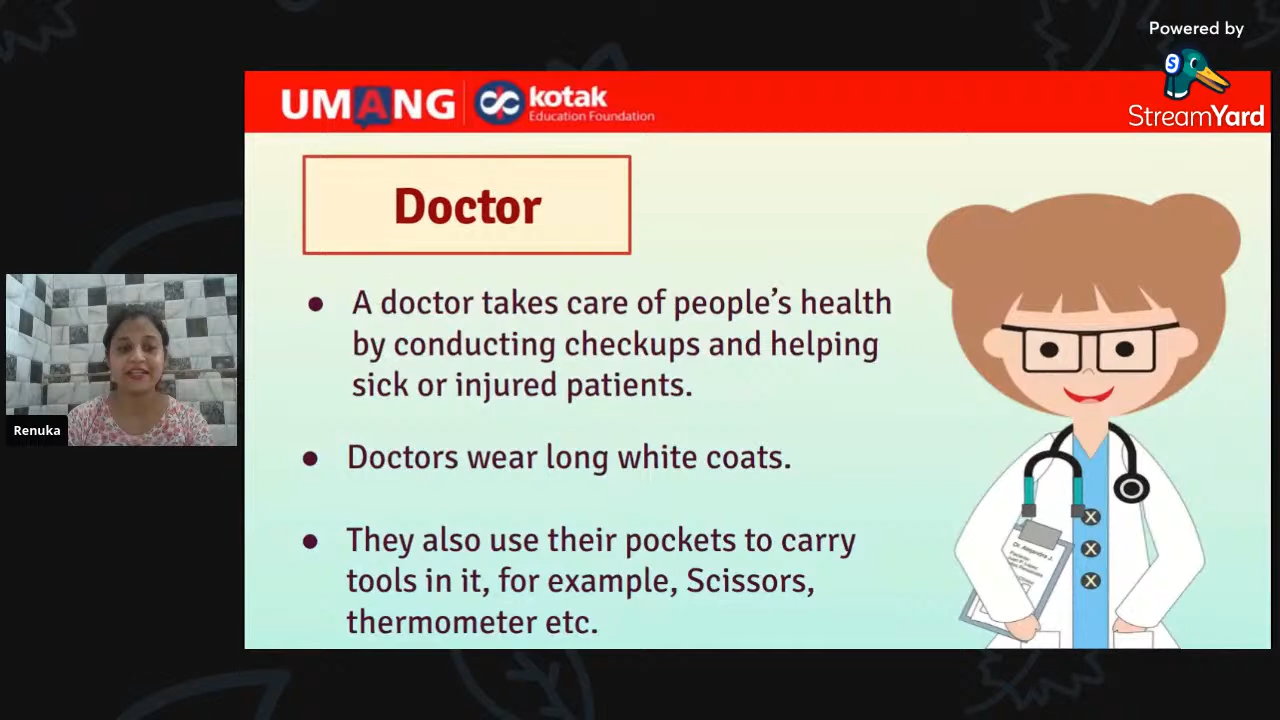 Powered by
StreamYard
UMANG
kotak
Education Foundation
Doctor
● A doctor takes care of people’s health
by conducting checkups and helping
sick or injured patients.
● Doctors wear long white coats.
● They also use their pockets to carry
tools in it, for example, Scissors,
thermometer etc.
Renuka
Dr. Alejandra J.
X
X
X